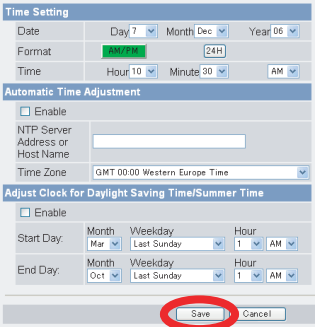 Time Setting
Date Day 7 Month Dec Year 06
Format AM/PM 24H
Time Hour 10 Minute 30 AM
Automatic Time Adjustment
Enable
NTP Server
Address or
Host Name
Time Zone GMT 00:00 Western Europe Time
Adjust Clock for Daylight Saving Time/Summer Time
Enable
Month Weekday Hour
Start Day: Mar Last Sunday 1 AM
Month Weekday Hour
End Day: Oct Last Sunday 1 AM
Save Cancel